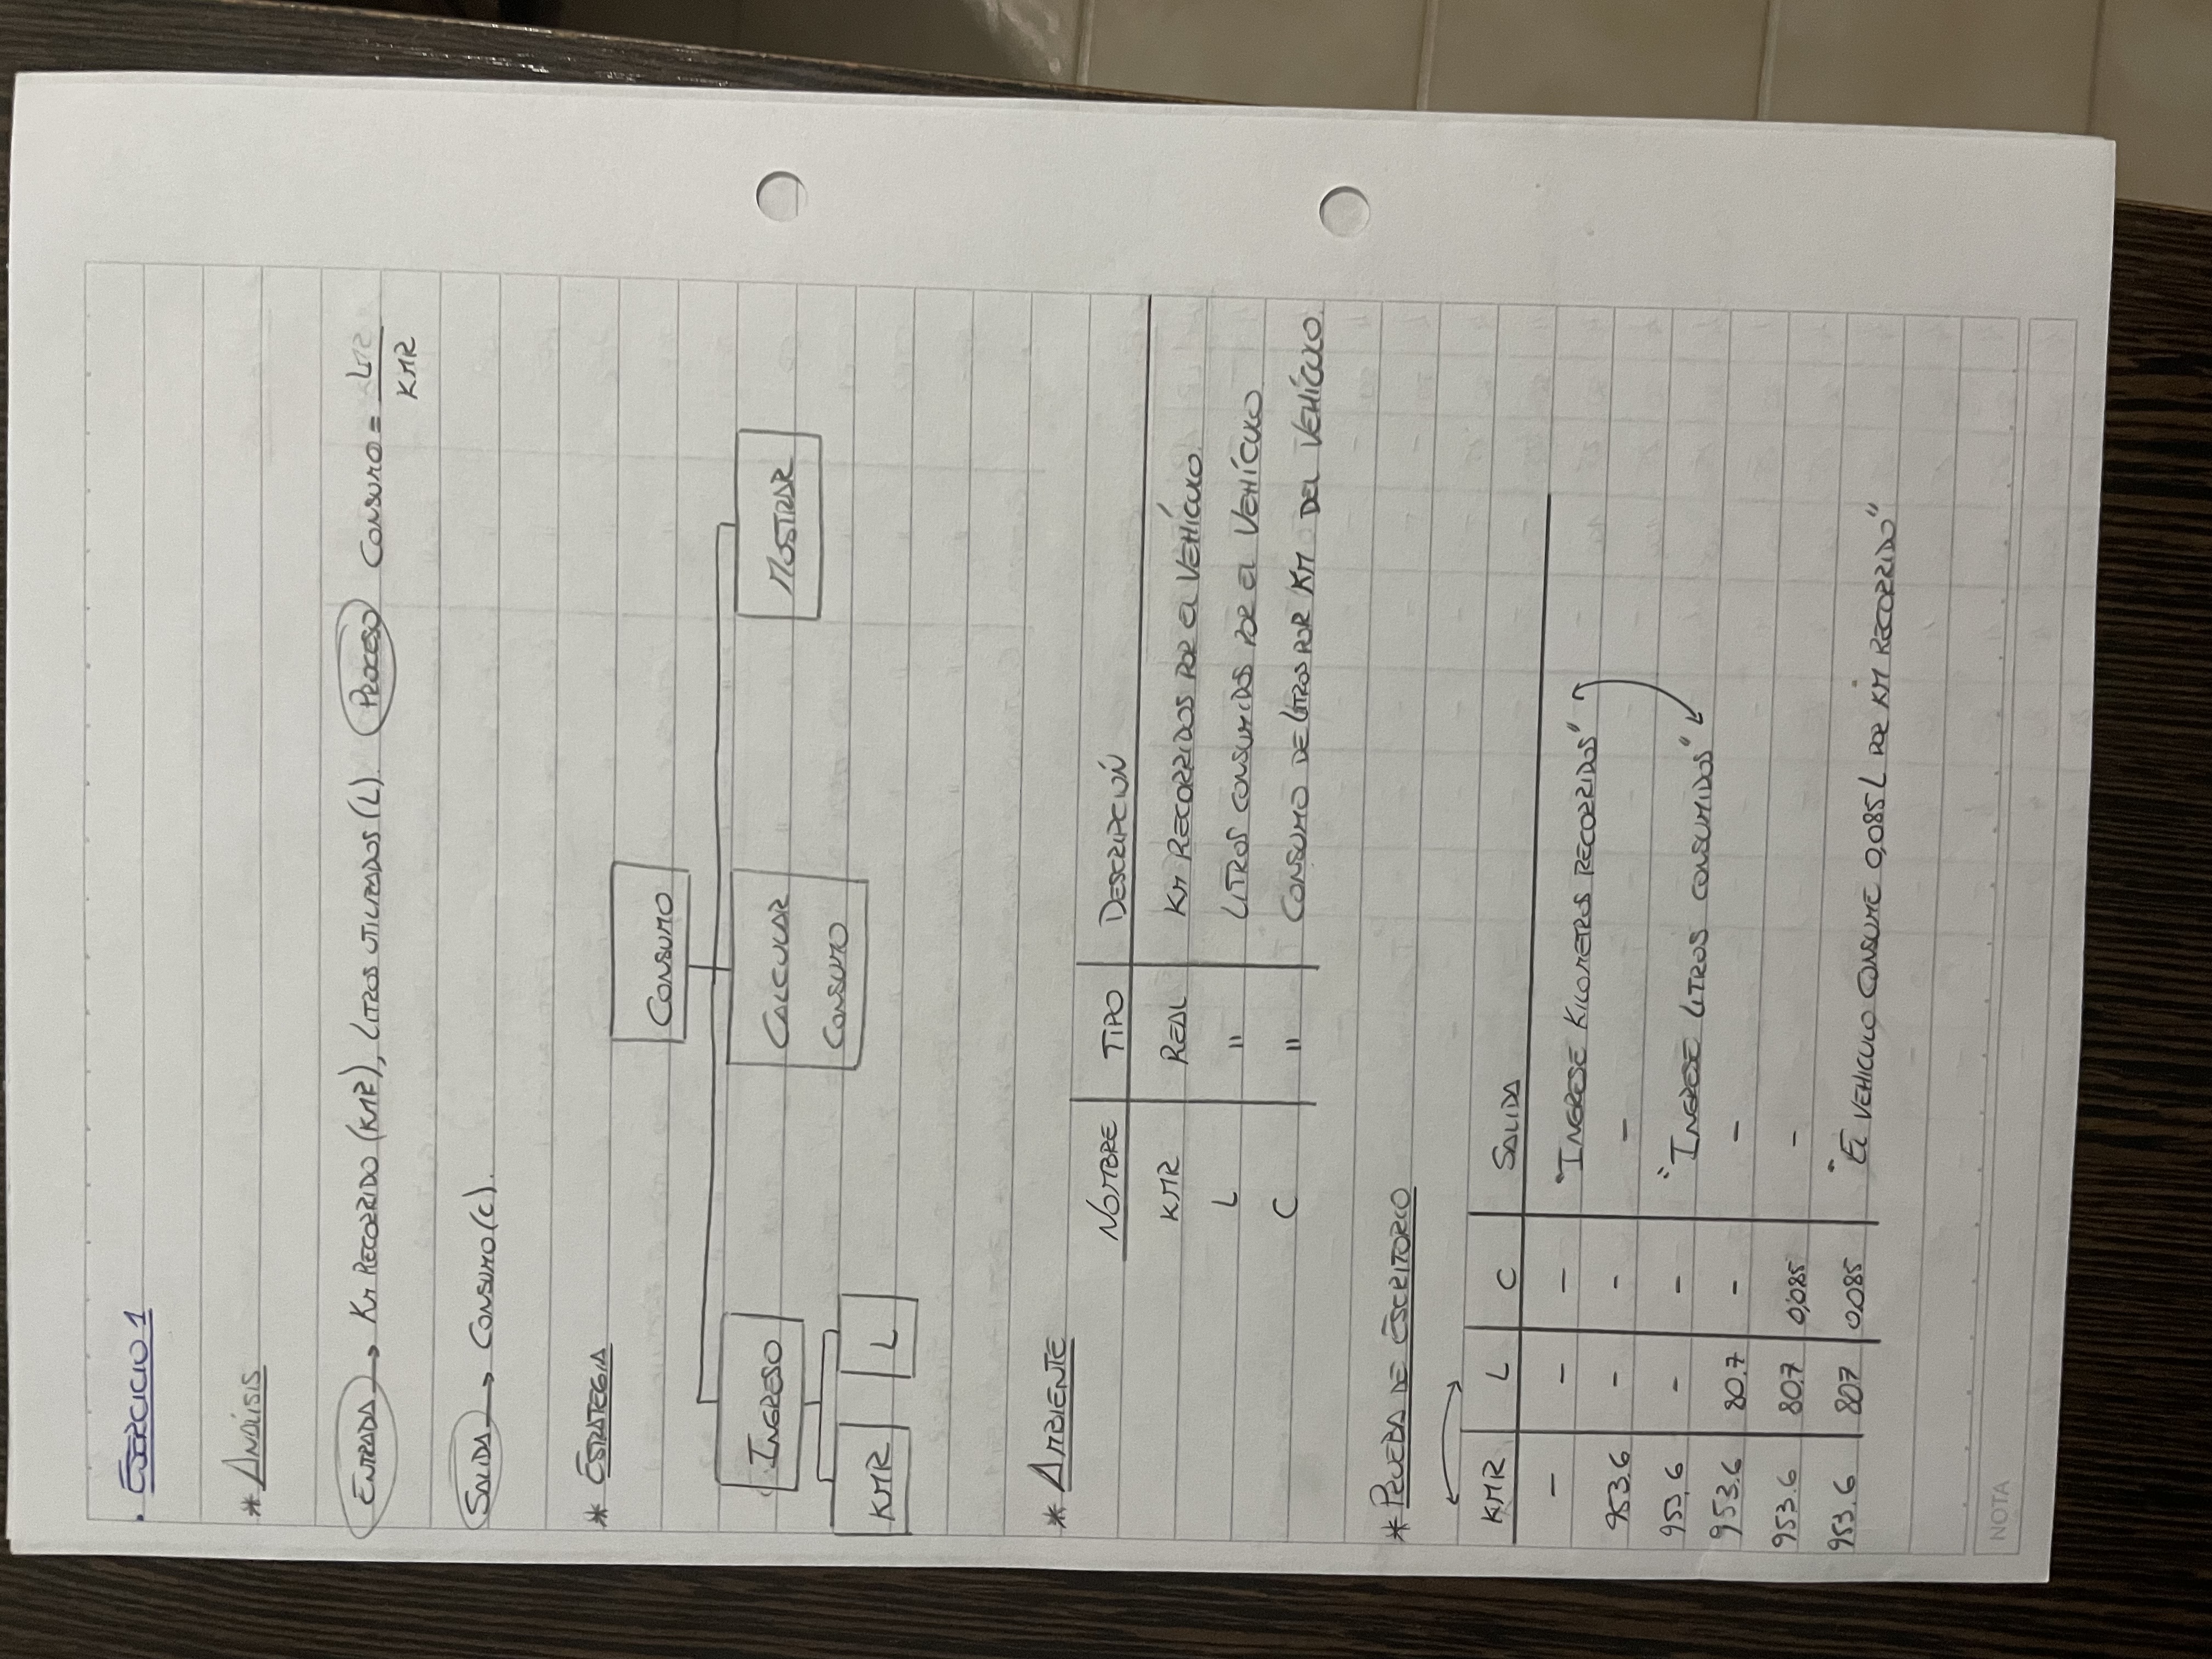 . EJERCICIO 1
* ANÁLISIS
ENTRADA → KM RECORRIDO (KMR), LITROS UTILIZADOS (L). PROCESO CONSUMO = L / KMR
SALIDA → CONSUMO (C).
* ESTRATEGIA
CONSUMO
INGRESO CALCULAR CONSUMO MOSTRAR
KMR L
* AMBIENTE
NOMBRE TIPO DESCRIPCIÓN
KMR REAL KM RECORRIDOS POR EL VEHÍCULO
L " LITROS CONSUMIDOS POR EL VEHÍCULO
C " CONSUMO DE LITROS POR KM DEL VEHÍCULO.
* PRUEBA DE ESCRITORIO
KMR L C SALIDA
- - - "INGRESE KILOMETROS RECORRIDOS"
953.6 - - -
953.6 - - "INGRESE LITROS CONSUMIDOS"
953.6 80.7 - -
953.6 80.7 0,085 -
953.6 807 0.085 "EL VEHICULO CONSUME 0,085 L POR KM RECORRIDO"
NOTA